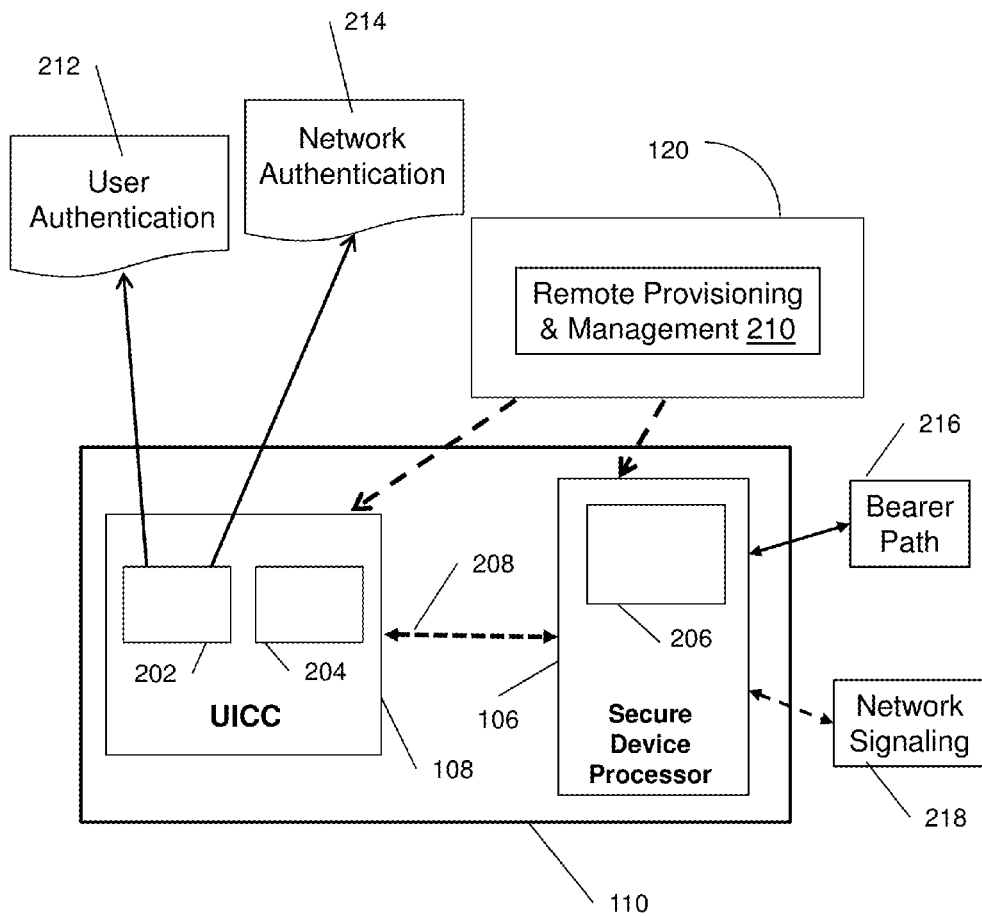 214
212
Network
Authentication
User
Authentication
120
Remote Provisioning
& Management 210
216
Bearer
Path
208
202
204
206
UICC
106
Secure
Device
Processor
Network
Signaling
108
218
110